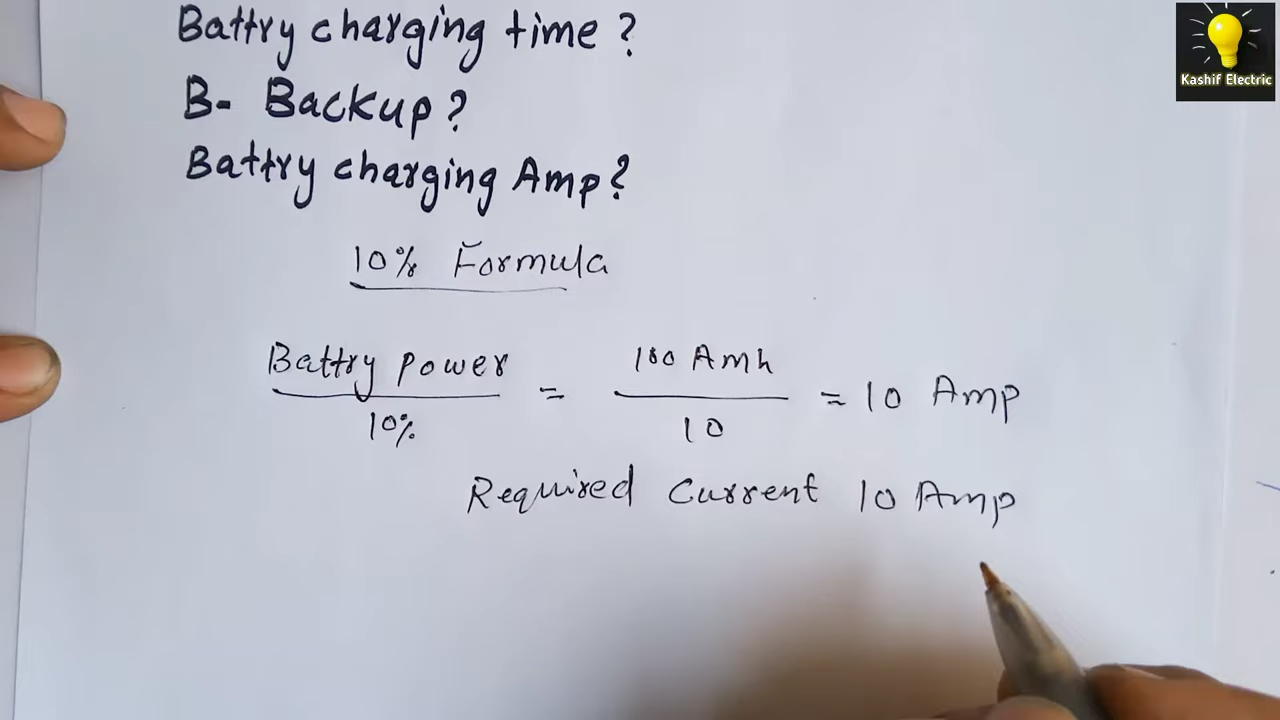 Battry charging time ?
B- Backup ?
Battry charging Amp ?
10% Formula
Battry power / 10% = 100 Amh / 10 = 10 Amp
Required Current 10 Amp
Kashif Electric